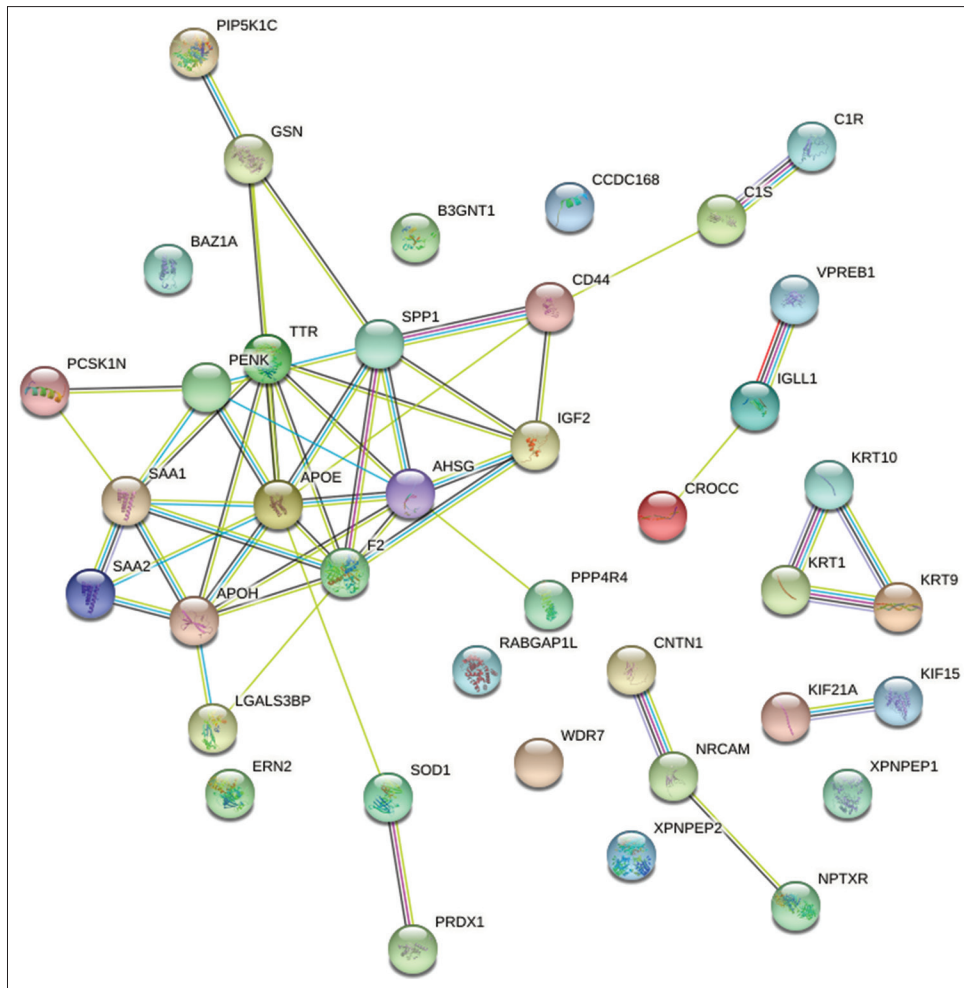 PIP5K1C
GSN
C1R
CCDC168
C1S
B3GNT1
BAZ1A
CD44
VPREB1
SPP1
TTR
PENK
PCSK1N
IGLL1
IGF2
KRT10
SAA1
APOE
AHSG
CROCC
F2
SAA2
KRT1
KRT9
PPP4R4
APOH
RABGAP1L
CNTN1
KIF21A
KIF15
LGALS3BP
WDR7
NRCAM
ERN2
SOD1
XPNPEP1
XPNPEP2
NPTXR
PRDX1